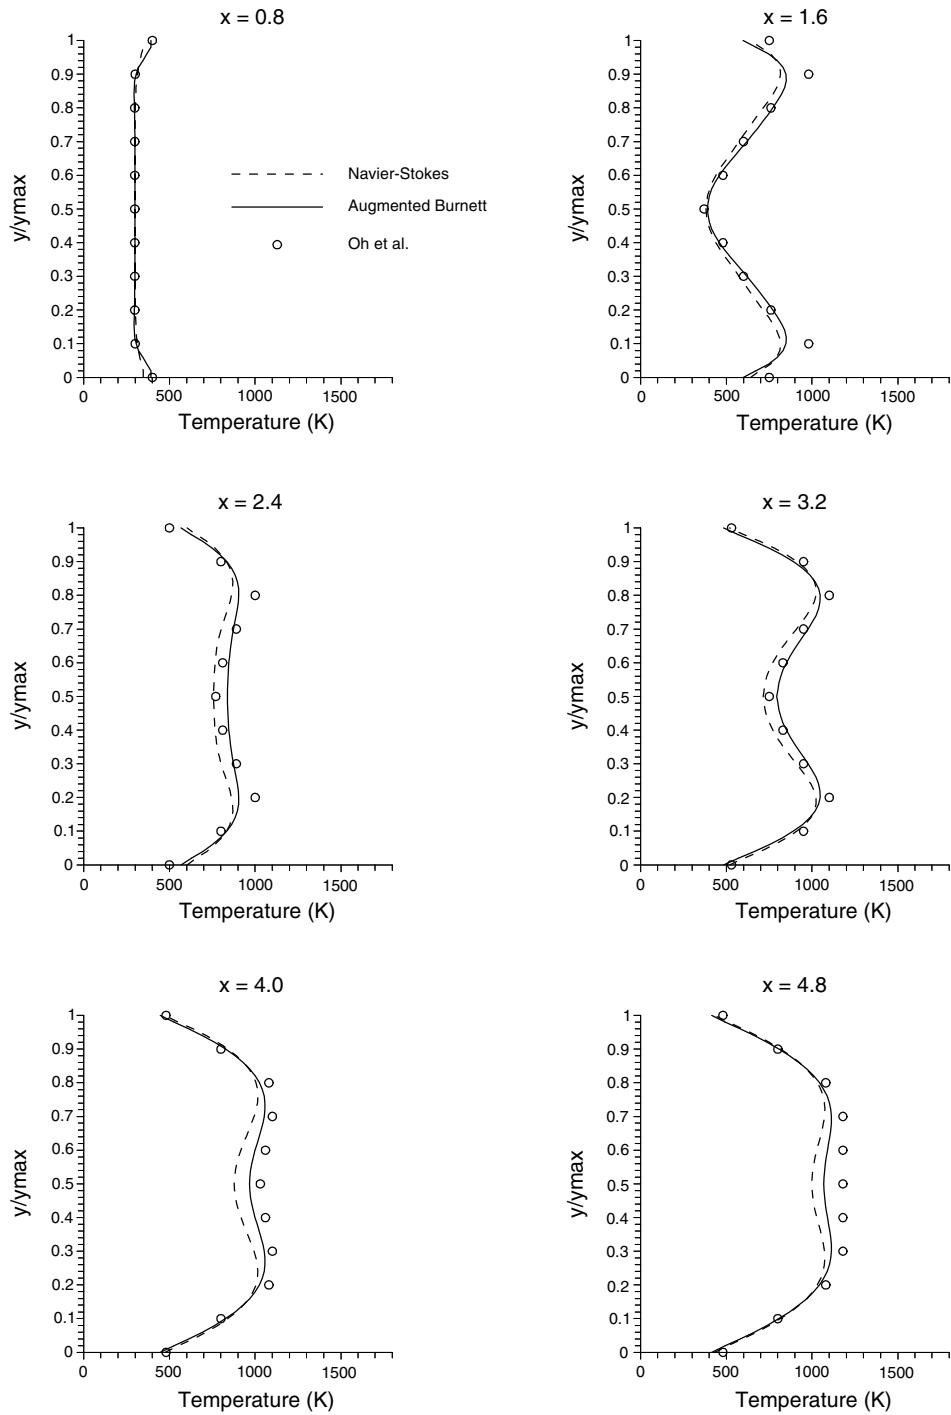 x = 0.8
1
0.9
0.8
0.7
0.6
0.5
0.4
0.3
0.2
0.1
0
y/ymax
0 500 1000 1500
Temperature (K)
Navier-Stokes
Augmented Burnett
Oh et al.
x = 1.6
1
0.9
0.8
0.7
0.6
0.5
0.4
0.3
0.2
0.1
0
y/ymax
0 500 1000 1500
Temperature (K)
x = 2.4
1
0.9
0.8
0.7
0.6
0.5
0.4
0.3
0.2
0.1
0
y/ymax
0 500 1000 1500
Temperature (K)
x = 3.2
1
0.9
0.8
0.7
0.6
0.5
0.4
0.3
0.2
0.1
0
y/ymax
0 500 1000 1500
Temperature (K)
x = 4.0
1
0.9
0.8
0.7
0.6
0.5
0.4
0.3
0.2
0.1
0
y/ymax
0 500 1000 1500
Temperature (K)
x = 4.8
1
0.9
0.8
0.7
0.6
0.5
0.4
0.3
0.2
0.1
0
y/ymax
0 500 1000 1500
Temperature (K)